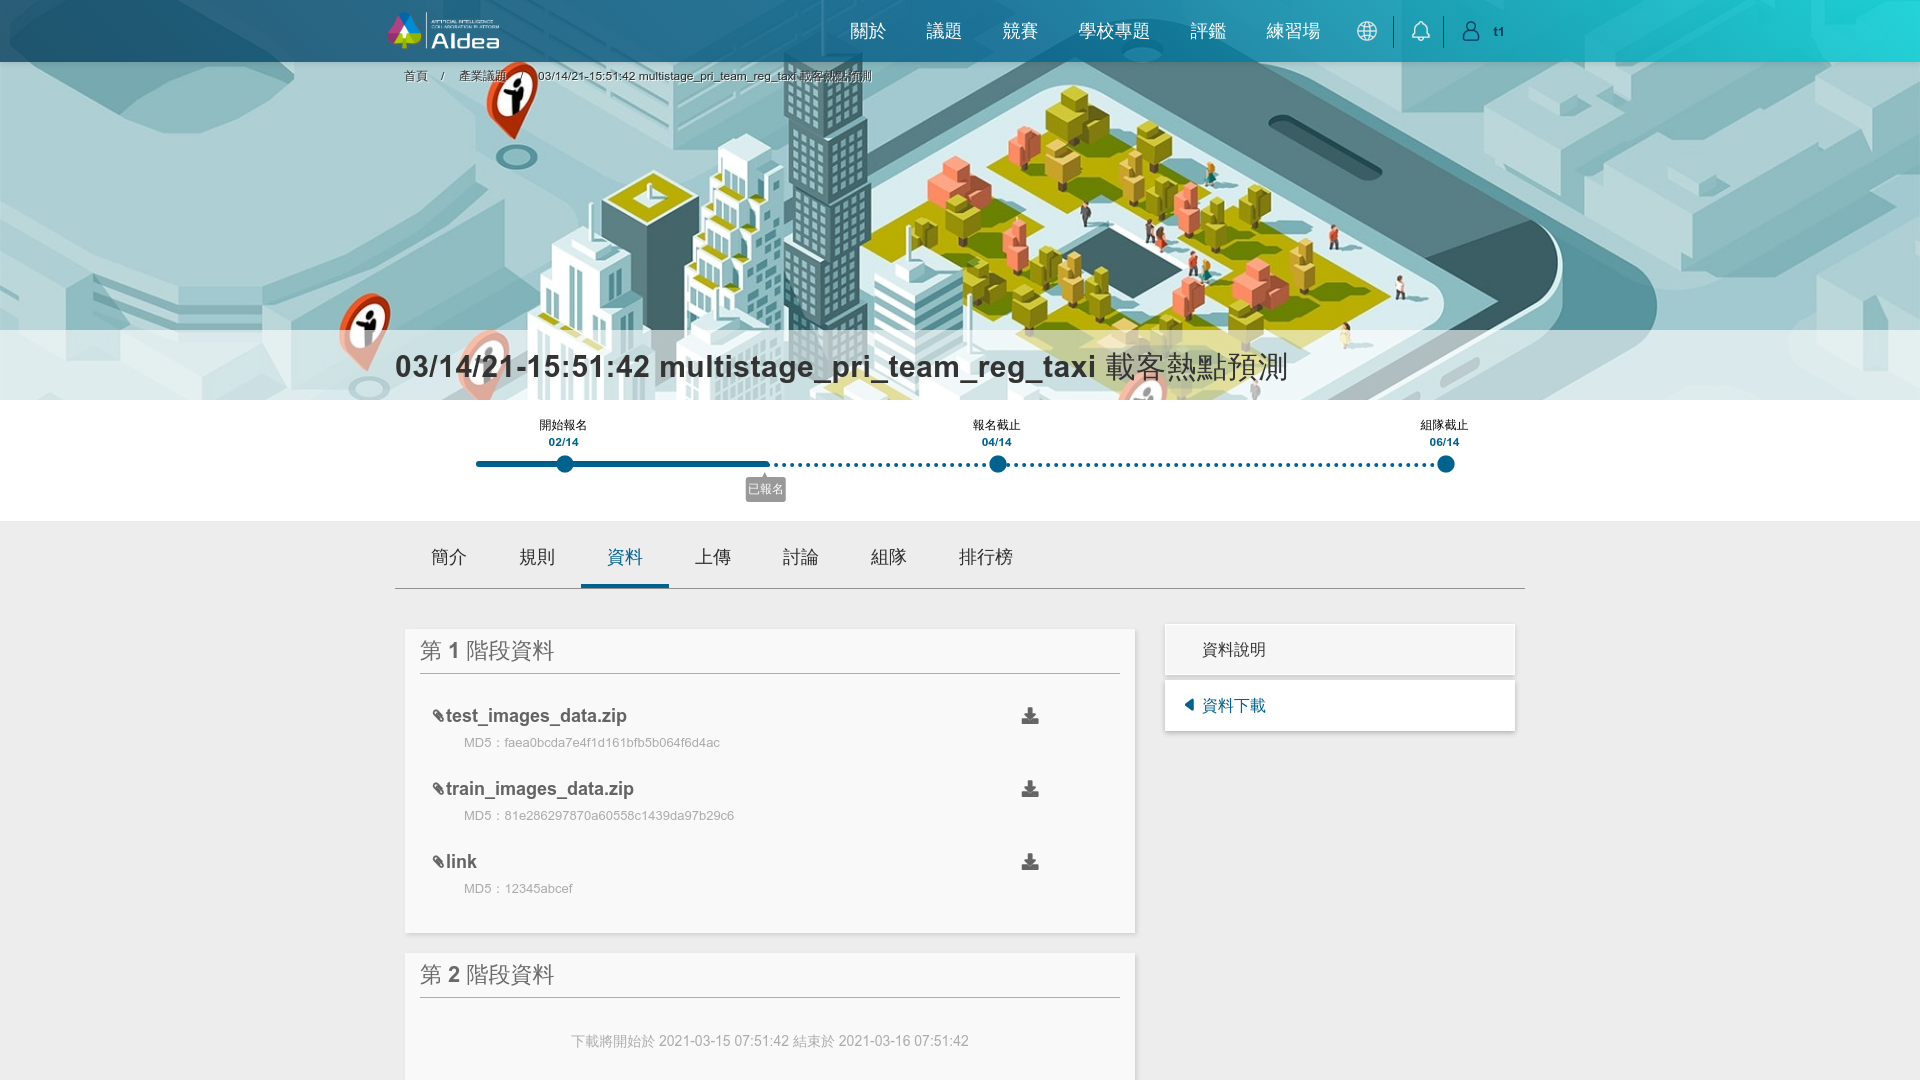 ARTIFICIAL INTELLIGENCE
COLLABORATION PLATFORM
AIdea
關於
議題
競賽
學校專題
評鑑
練習場
t1
首頁 / 產業議題 / 03/14/21-15:51:42 multistage_pri_team_reg_taxi 載客熱點預測
03/14/21-15:51:42 multistage_pri_team_reg_taxi 載客熱點預測
開始報名
02/14
報名截止
04/14
組隊截止
06/14
已報名
簡介
規則
資料
上傳
討論
組隊
排行榜
第 1 階段資料
test_images_data.zip
MD5：faea0bcda7e4f1d161bfb5b064f6d4ac
train_images_data.zip
MD5：81e286297870a60558c1439da97b29c6
link
MD5：12345abcef
第 2 階段資料
下載將開始於 2021-03-15 07:51:42 結束於 2021-03-16 07:51:42
資料說明
資料下載